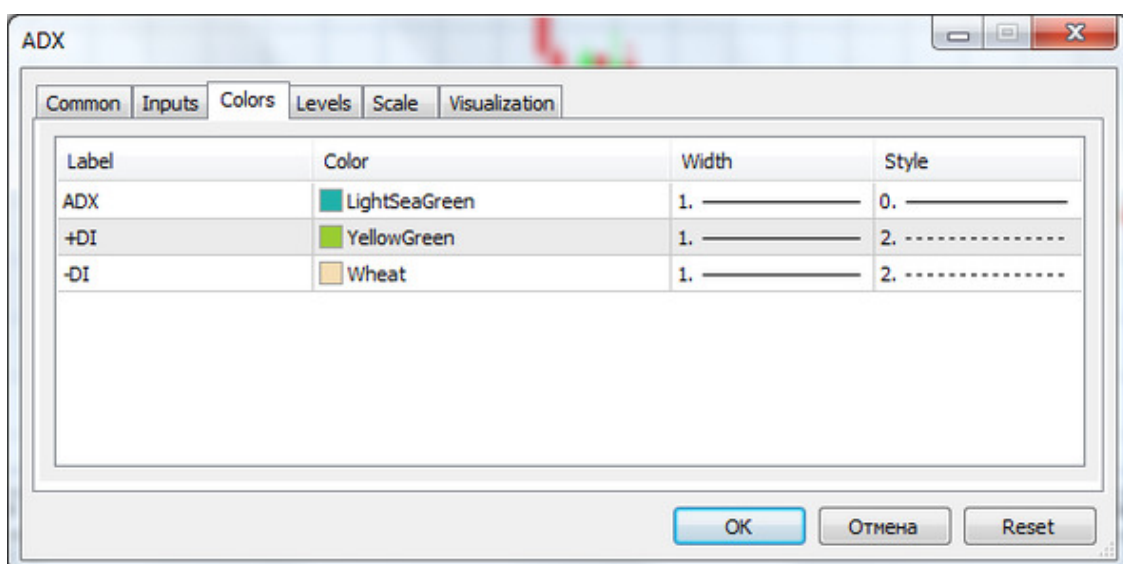 ADX
Common Inputs Colors Levels Scale Visualization
Label Color Width Style
ADX LightSeaGreen 1. 0.
+DI YellowGreen 1. 2.
-DI Wheat 1. 2.
OK Отмена Reset